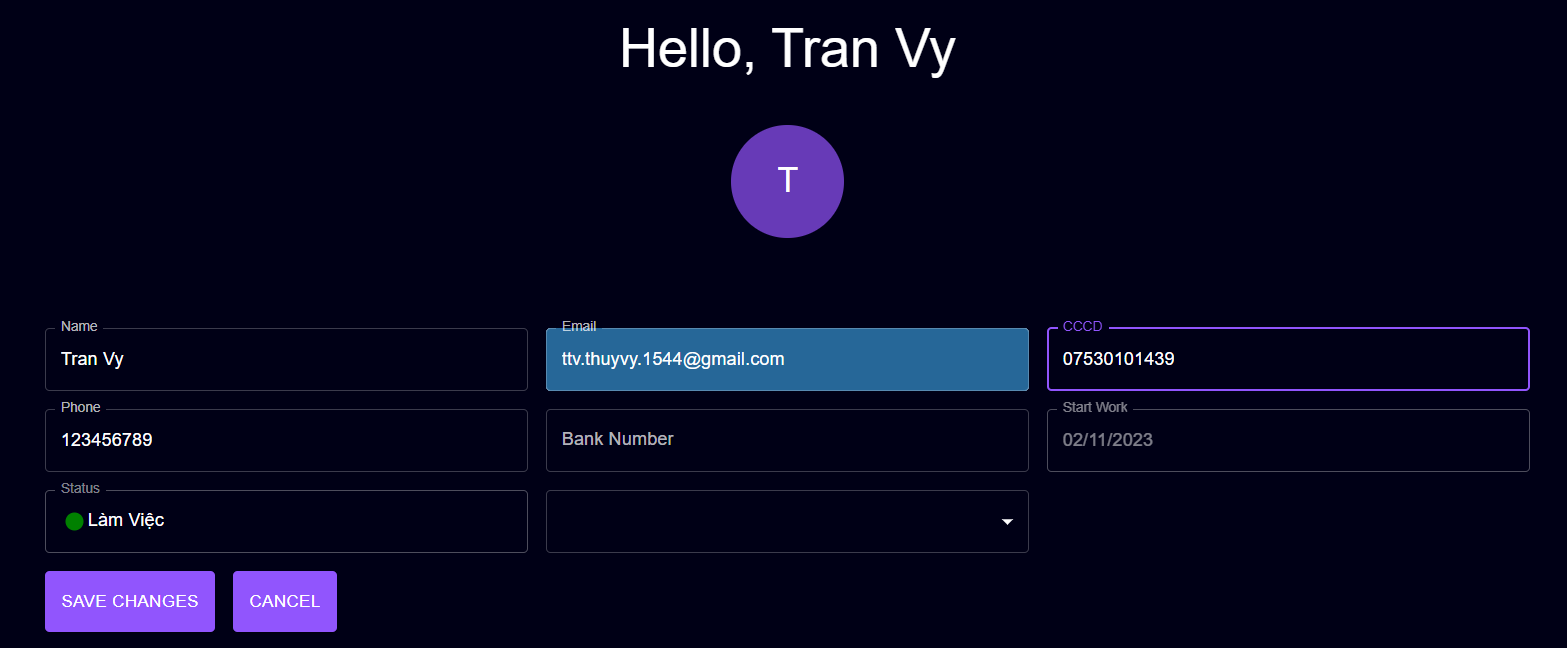 Hello, Tran Vy
T
Name
Tran Vy
Email
ttv.thuyvy.1544@gmail.com
CCCD
07530101439
Phone
123456789
Bank Number
Start Work
02/11/2023
Status
Làm Việc
SAVE CHANGES
CANCEL